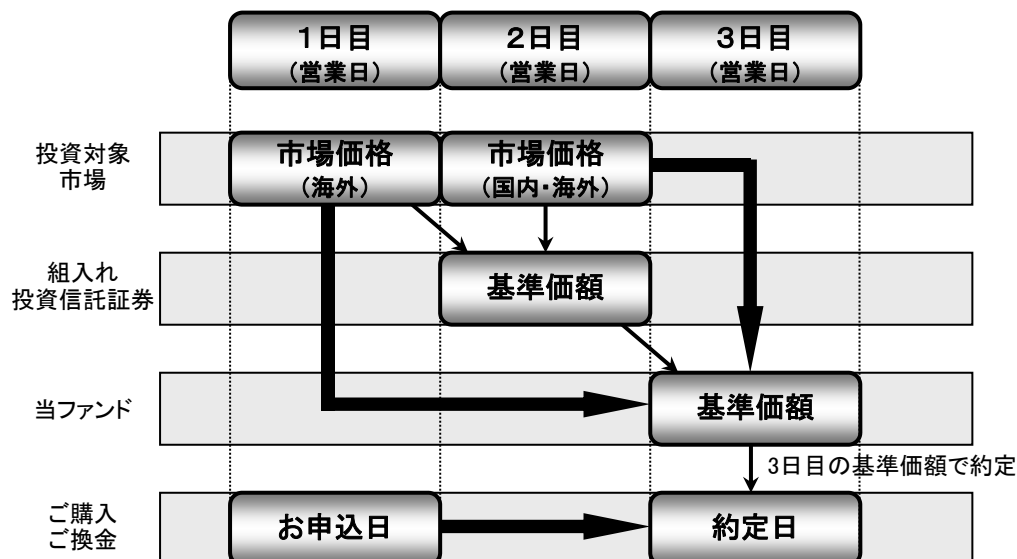 1日目
（営業日）
2日目
（営業日）
3日目
（営業日）
投資対象
市場
市場価格
（海外）
市場価格
（国内・海外）
組入れ
投資信託証券
基準価額
当ファンド
基準価額
3日目の基準価額で約定
ご購入
ご換金
お申込日
約定日